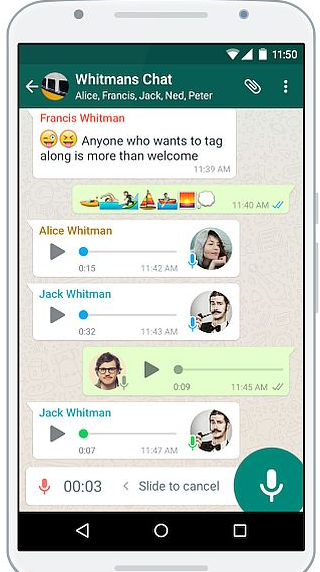 11:50
Whitmans Chat
Alice, Francis, Jack, Ned, Peter
Francis Whitman
Anyone who wants to tag
along is more than welcome
11:39 AM
11:40 AM
Alice Whitman
0:15 11:42 AM
Jack Whitman
0:32 11:43 AM
0:09 11:45 AM
Jack Whitman
0:07 11:47 AM
00:03 < Slide to cancel